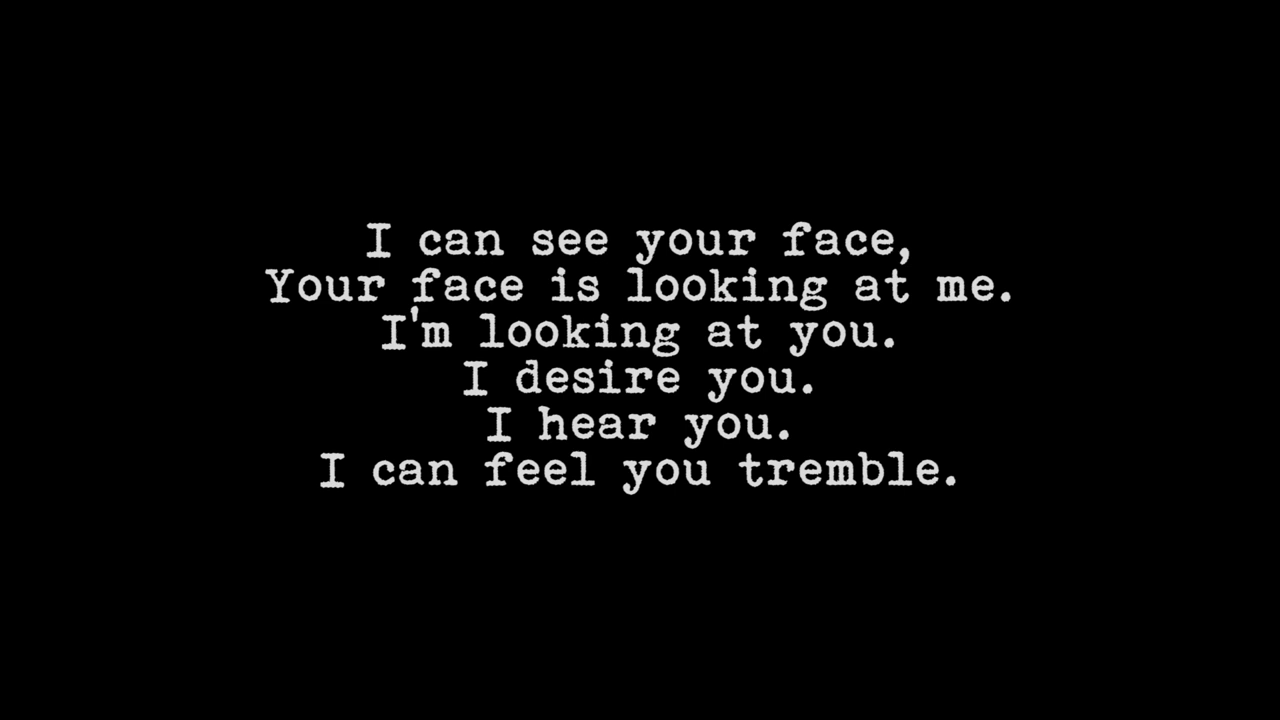 I can see your face,
Your face is looking at me.
I'm looking at you.
I desire you.
I hear you.
I can feel you tremble.